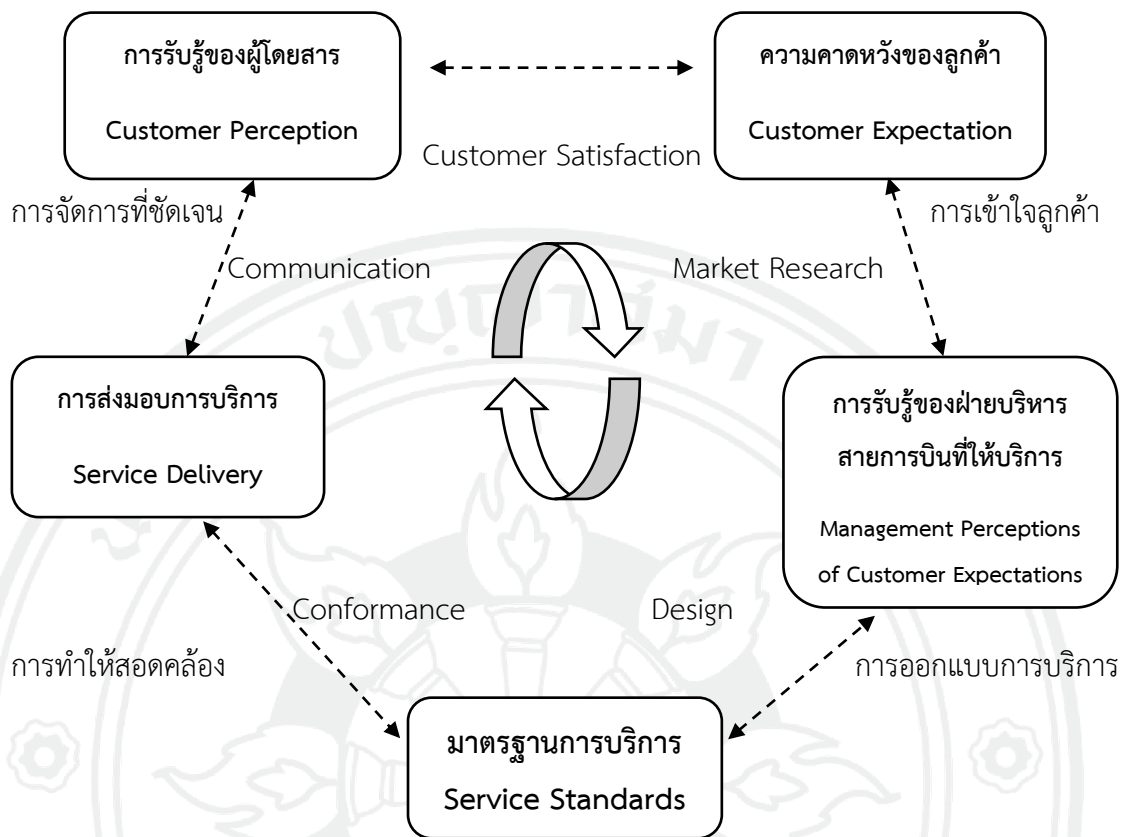 การรับรู้ของผู้โดยสาร
Customer Perception
ความคาดหวังของลูกค้า
Customer Expectation
Customer Satisfaction
การจัดการที่ชัดเจน
การเข้าใจลูกค้า
Communication
Market Research
การส่งมอบการบริการ
Service Delivery
การรับรู้ของฝ่ายบริหาร
สายการบินที่ให้บริการ
Management Perceptions
of Customer Expectations
Conformance
Design
การทำให้สอดคล้อง
การออกแบบการบริการ
มาตรฐานการบริการ
Service Standards